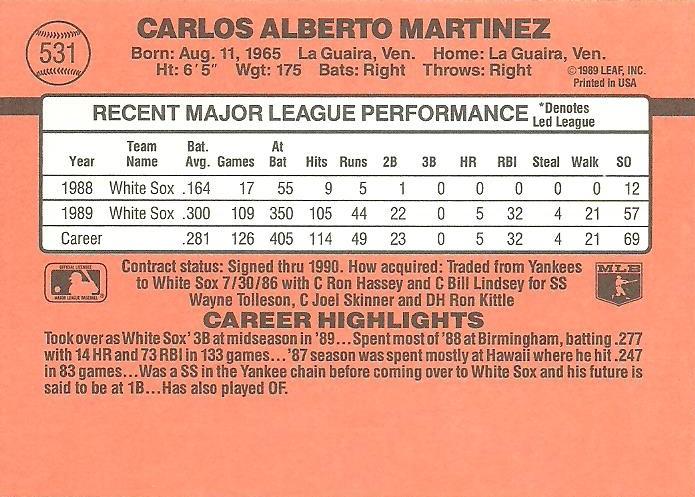 531
CARLOS ALBERTO MARTINEZ
Born: Aug. 11, 1965 La Guaira, Ven. Home: La Guaira, Ven.
Ht: 6'5" Wgt: 175 Bats: Right Throws: Right
©1989 LEAF, INC.
Printed in USA
RECENT MAJOR LEAGUE PERFORMANCE *Denotes
Led League
Year Team Name Bat. Avg. Games At Bat Hits Runs 2B 3B HR RBI Steal Walk SO
1988 White Sox .164 17 55 9 5 1 0 0 0 0 0 12
1989 White Sox .300 109 350 105 44 22 0 5 32 4 21 57
Career .281 126 405 114 49 23 0 5 32 4 21 69
OFFICIAL LICENSEE
MAJOR LEAGUE BASEBALL
Contract status: Signed thru 1990. How acquired: Traded from Yankees
to White Sox 7/30/86 with C Ron Hassey and C Bill Lindsey for SS
Wayne Tolleson, C Joel Skinner and DH Ron Kittle
MLB
CAREER HIGHLIGHTS
Took over as White Sox' 3B at midseason in '89...Spent most of '88 at Birmingham, batting .277
with 14 HR and 73 RBI in 133 games...'87 season was spent mostly at Hawaii where he hit .247
in 83 games...Was a SS in the Yankee chain before coming over to White Sox and his future is
said to be at 1B...Has also played OF.